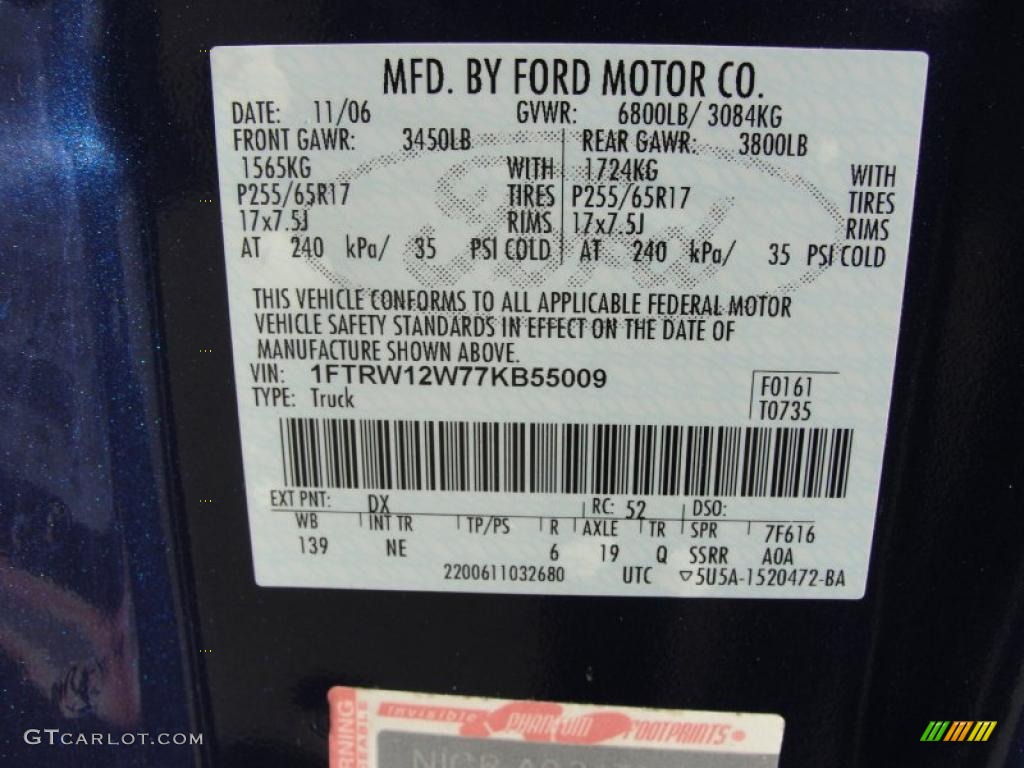 MFD. BY FORD MOTOR CO.
DATE: 11/06 GVWR: 6800LB/ 3084KG
FRONT GAWR: 3450LB REAR GAWR: 3800LB
1565KG WITH 1724KG WITH
P255/65R17 TIRES P255/65R17 TIRES
17x7.5J RIMS 17x7.5J RIMS
AT 240 kPa/ 35 PSI COLD AT 240 kPa/ 35 PSI COLD
Ford
THIS VEHICLE CONFORMS TO ALL APPLICABLE FEDERAL MOTOR
VEHICLE SAFETY STANDARDS IN EFFECT ON THE DATE OF
MANUFACTURE SHOWN ABOVE.
VIN: 1FTRW12W77KB55009
F0161
TYPE: Truck
T0735
EXT PNT: DX RC: 52 DSO:
WB INT TR TP/PS R AXLE TR SPR 7F616
139 NE 6 19 Q SSRR A0A
2200611032680 UTC ▽5U5A-1520472-BA
Invisible PHANTOM FOOTPRINTS
GTCARLOT.COM